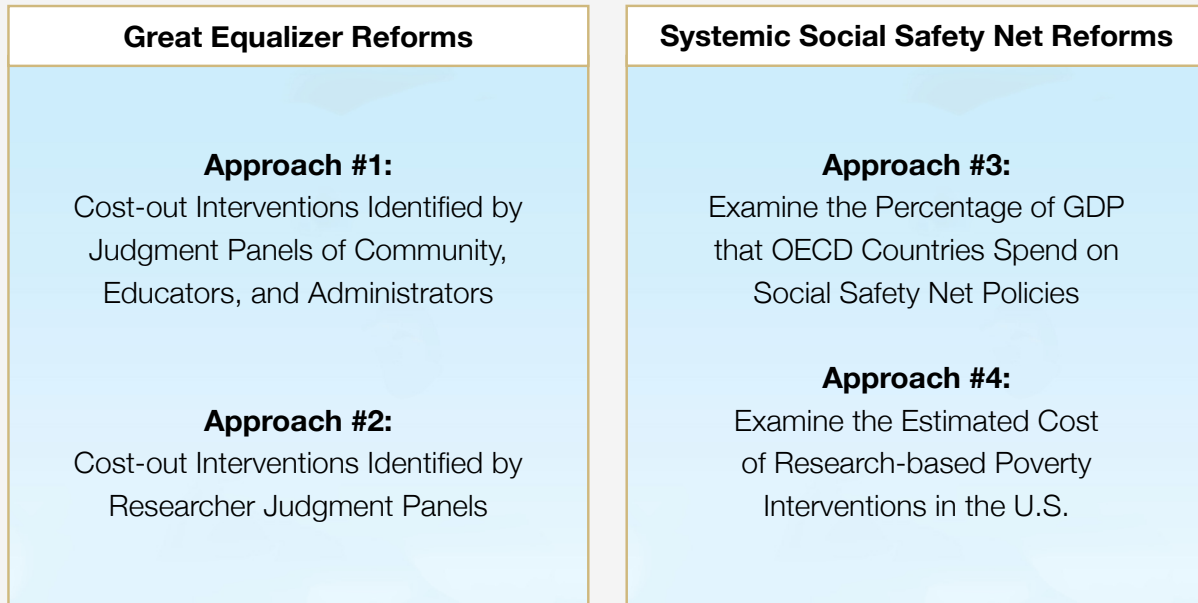 Great Equalizer Reforms
Approach #1:
Cost-out Interventions Identified by
Judgment Panels of Community,
Educators, and Administrators
Approach #2:
Cost-out Interventions Identified by
Researcher Judgment Panels
Systemic Social Safety Net Reforms
Approach #3:
Examine the Percentage of GDP
that OECD Countries Spend on
Social Safety Net Policies
Approach #4:
Examine the Estimated Cost
of Research-based Poverty
Interventions in the U.S.